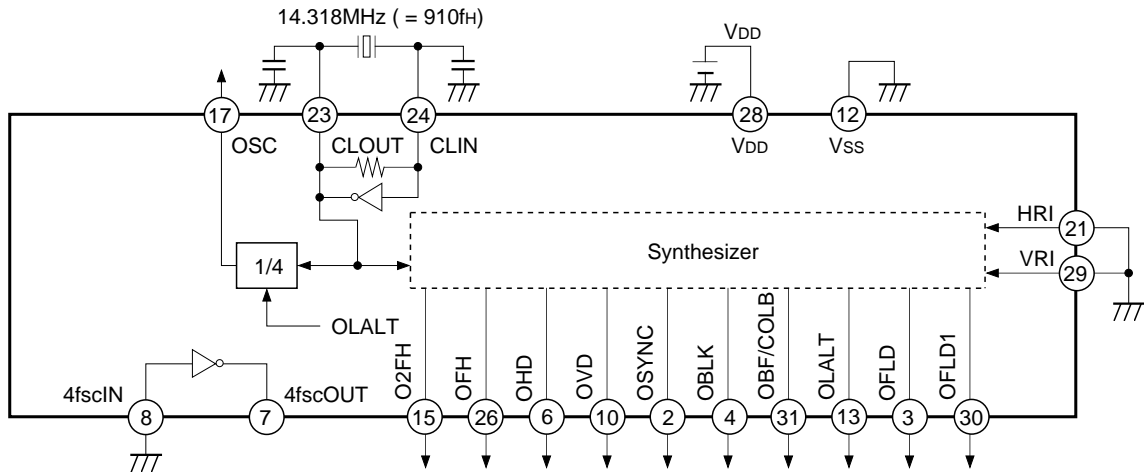 14.318MHz ( = 910fH)
VDD
17
23
24
28
12
OSC
CLOUT
CLIN
VDD
VSS
HRI
21
Synthesizer
1/4
VRI
29
OLALT
4fscIN
4fscOUT
O2FH
OFH
OHD
OVD
OSYNC
OBLK
OBF/COLB
OLALT
OFLD
OFLD1
8
7
15
26
6
10
2
4
31
13
3
30